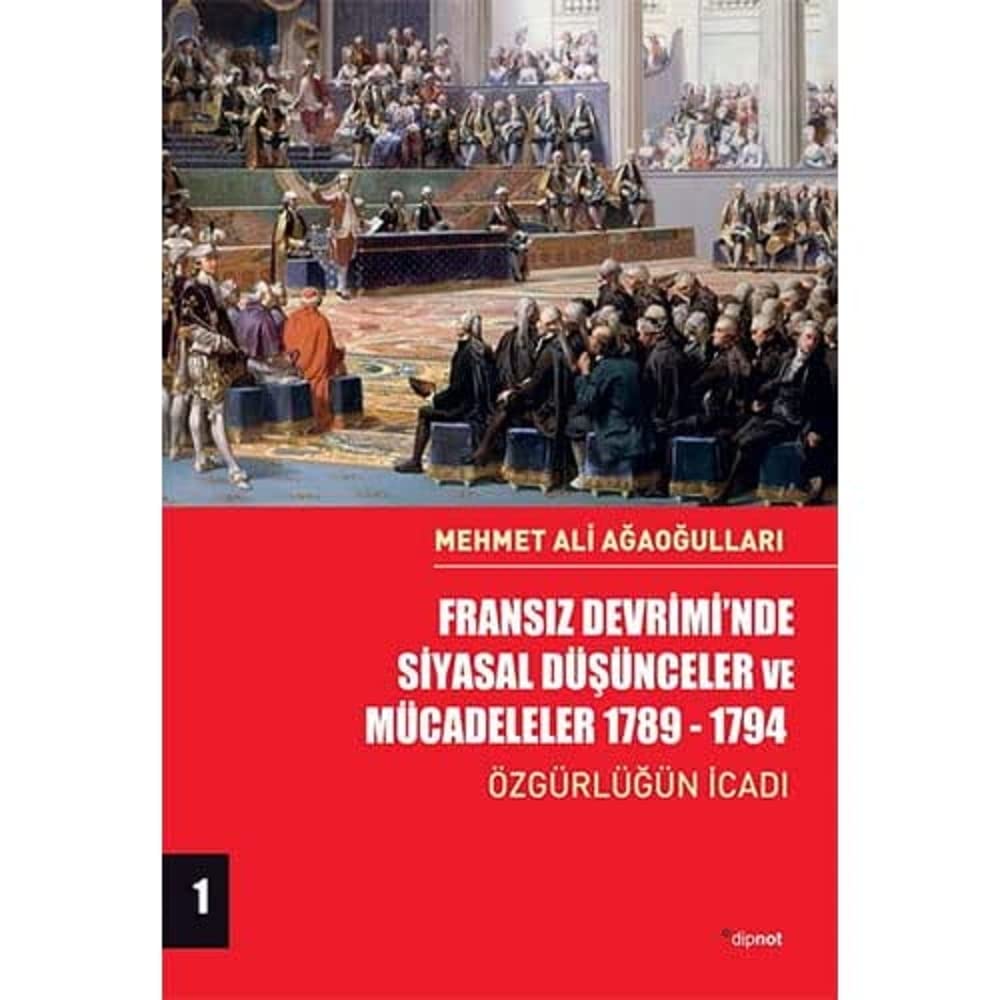 MEHMET ALİ AĞAOĞULLARI
FRANSIZ DEVRİMİ'NDE
SİYASAL DÜŞÜNCELER VE
MÜCADELELER 1789 - 1794
ÖZGÜRLÜĞÜN İCADI
1
dipnot